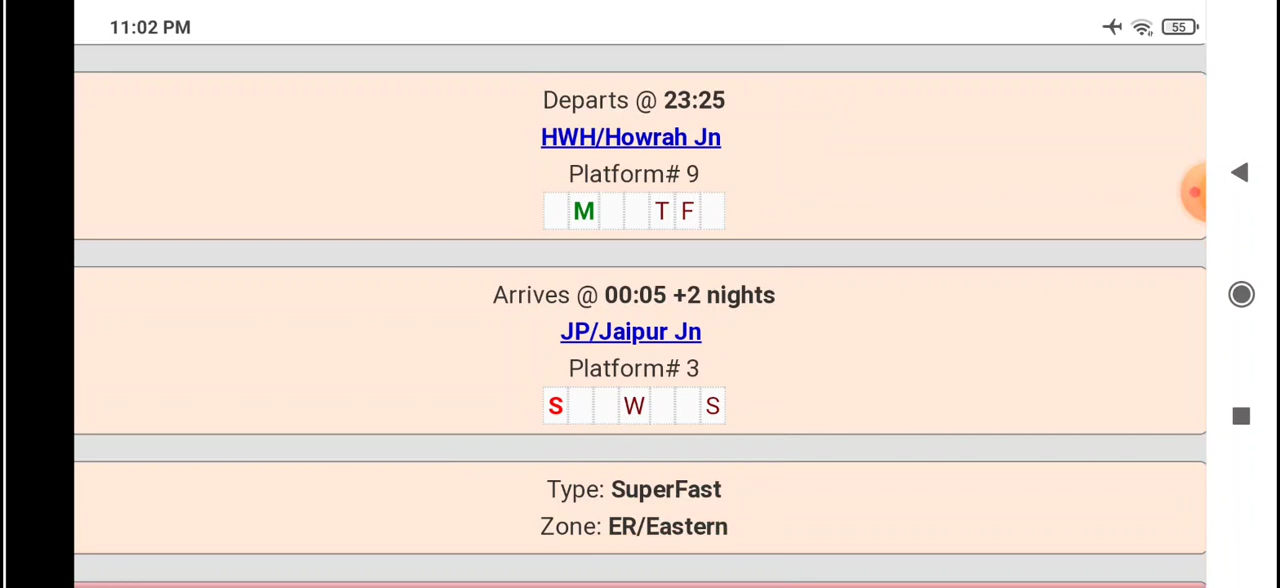 11:02 PM 55
Departs @ 23:25
HWH/Howrah Jn
Platform# 9
M T F
Arrives @ 00:05 +2 nights
JP/Jaipur Jn
Platform# 3
S W S
Type: SuperFast
Zone: ER/Eastern